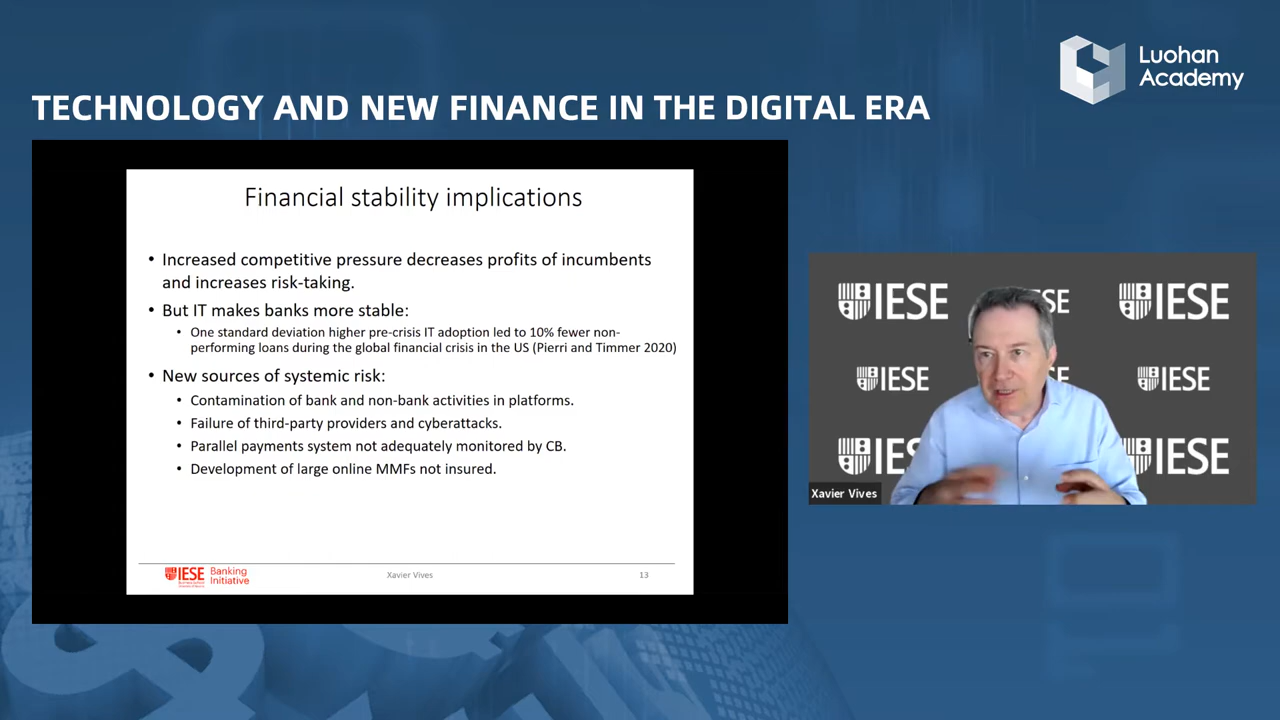 Luohan
Academy
TECHNOLOGY AND NEW FINANCE IN THE DIGITAL ERA
Financial stability implications
• Increased competitive pressure decreases profits of incumbents
and increases risk-taking.
• But IT makes banks more stable:
• One standard deviation higher pre-crisis IT adoption led to 10% fewer non-
performing loans during the global financial crisis in the US (Pierri and Timmer 2020)
• New sources of systemic risk:
• Contamination of bank and non-bank activities in platforms.
• Failure of third-party providers and cyberattacks.
• Parallel payments system not adequately monitored by CB.
• Development of large online MMFs not insured.
IESE
Banking
Initiative
Xavier Vives
13
IESE
ESE
IESE
IESE
IESE
IESE
IES
IESE
Xavier Vives